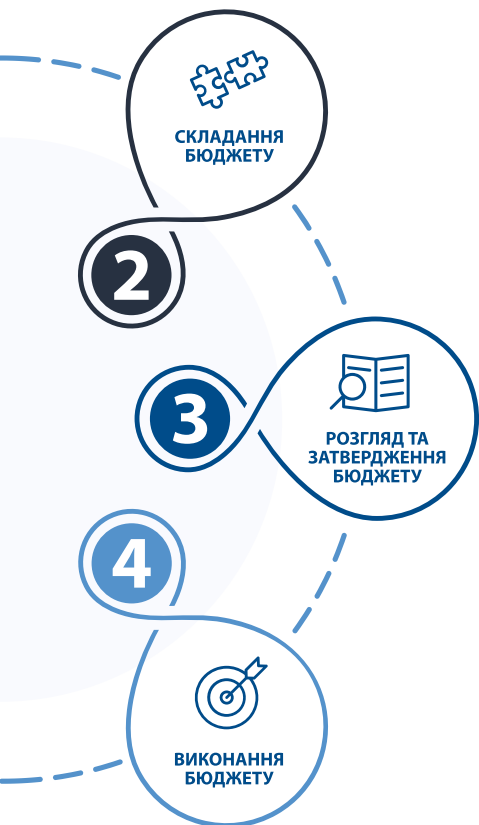 СКЛАДАННЯ
БЮДЖЕТУ
2
3
РОЗГЛЯД ТА
ЗАТВЕРДЖЕННЯ
БЮДЖЕТУ
4
ВИКОНАННЯ
БЮДЖЕТУ